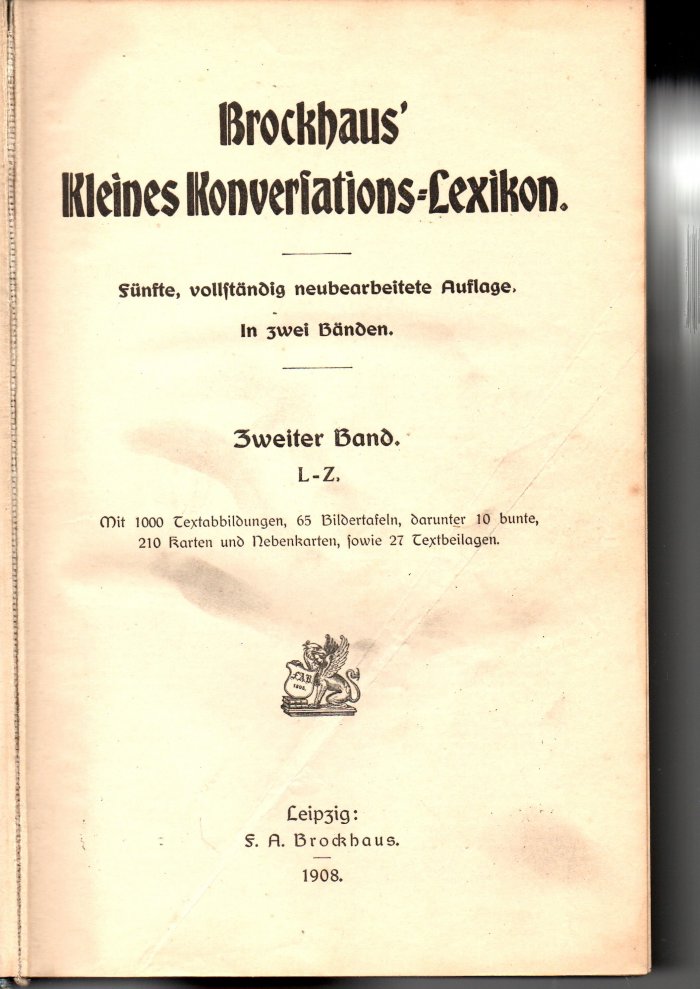 Brockhaus'
Kleines Konverſations-Lexikon.
Fünfte, vollſtändig neubearbeitete Auflage.
In zwei Bänden.
Zweiter Band.
L-Z.
Mit 1000 Textabbildungen, 65 Bildertafeln, darunter 10 bunte,
210 Karten und Nebenkarten, ſowie 27 Textbeilagen.
F.A.B.
Leipzig:
F. A. Brockhaus.
1908.